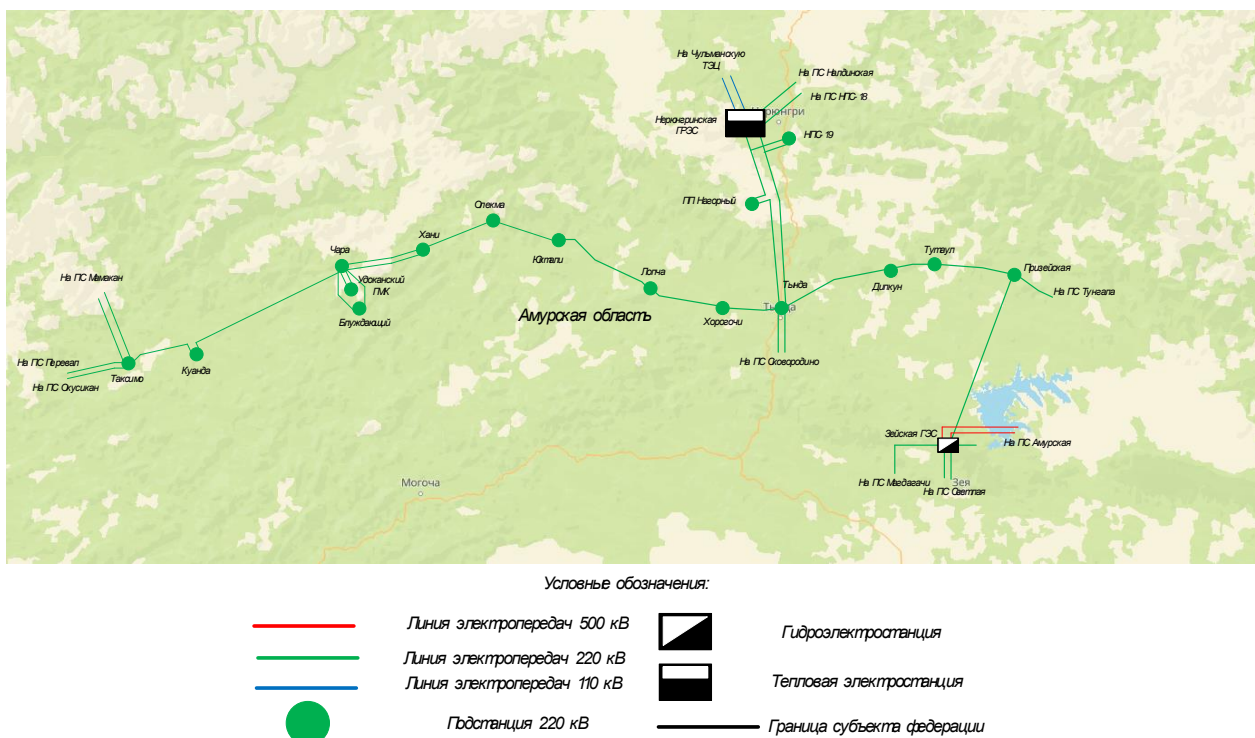 На Чульманскую
ТЭЦ
На ПС Налдинская
На ПС НПС-18
Нерюнгри
Нерюнгринская
ГРЭС
НПС-19
ПП Нагорный
Олекма
Хани
Юктали
Чара
Удоканский
ГМК
Блуждающий
На ПС Мамакан
Лопча
Амурская область
Хорогочи
Тында
Тында
Дипкун
Тутаул
Призейская
На ПС Тунгала
На ПС Перевал
На ПС Окусикан
Таксимо
Куанда
На ПС Сковородино
Зейская ГЭС
На ПС Амурская
На ПС Магдагачи
На ПС Светлая
Зея
Могоча
Условные обозначения:
Линия электропередач 500 кВ
Гидроэлектростанция
Линия электропередач 220 кВ
Линия электропередач 110 кВ
Тепловая электростанция
Подстанция 220 кВ
Граница субъекта федерации